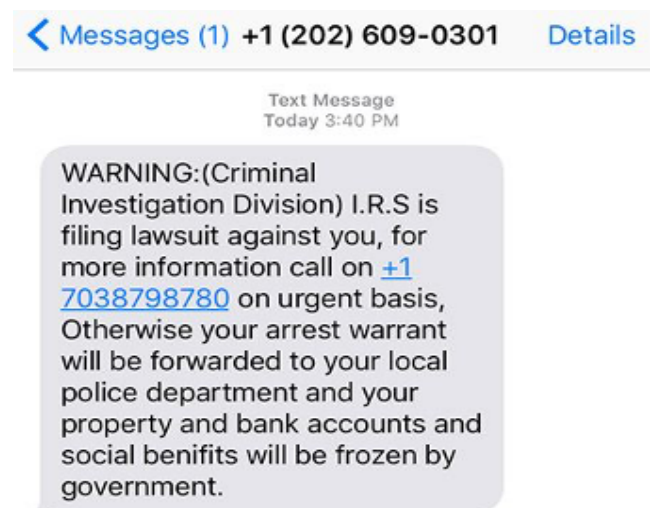 Messages (1) +1 (202) 609-0301 Details
Text Message
Today 3:40 PM
WARNING:(Criminal
Investigation Division) I.R.S is
filing lawsuit against you, for
more information call on +1
7038798780 on urgent basis,
Otherwise your arrest warrant
will be forwarded to your local
police department and your
property and bank accounts and
social benifits will be frozen by
government.